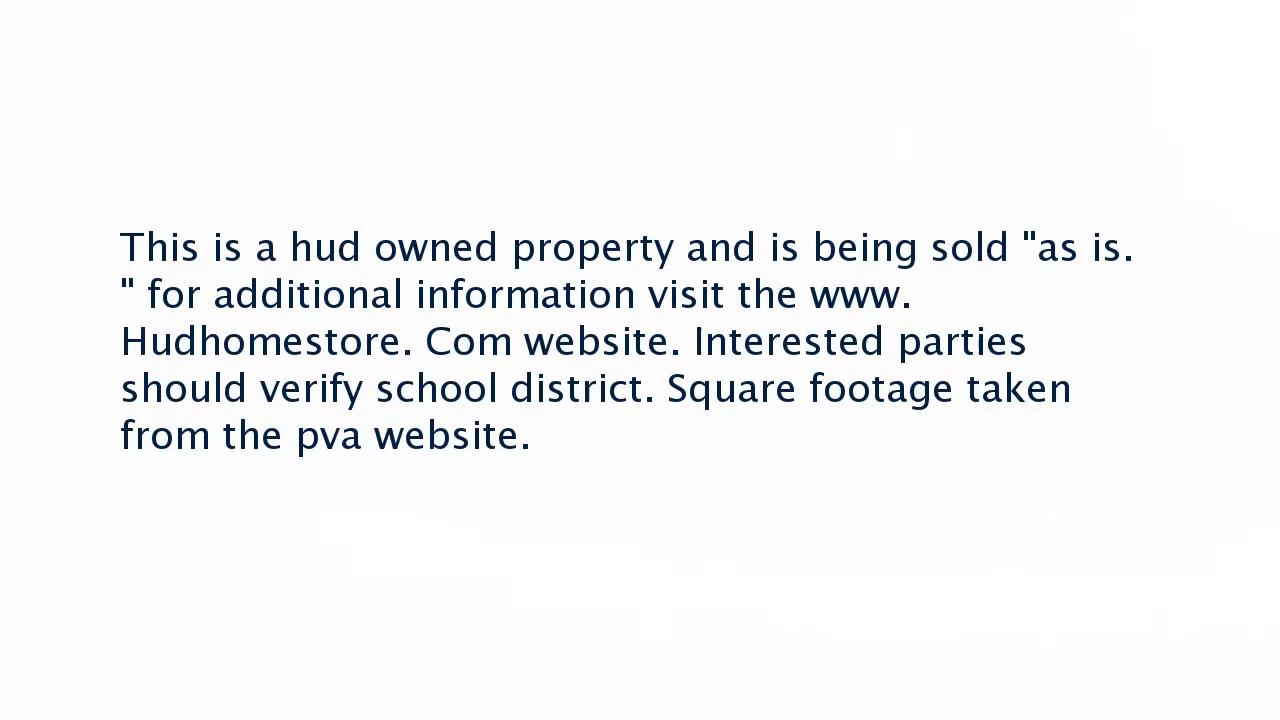 This is a hud owned property and is being sold "as is.
" for additional information visit the www.
Hudhomestore. Com website. Interested parties
should verify school district. Square footage taken
from the pva website.